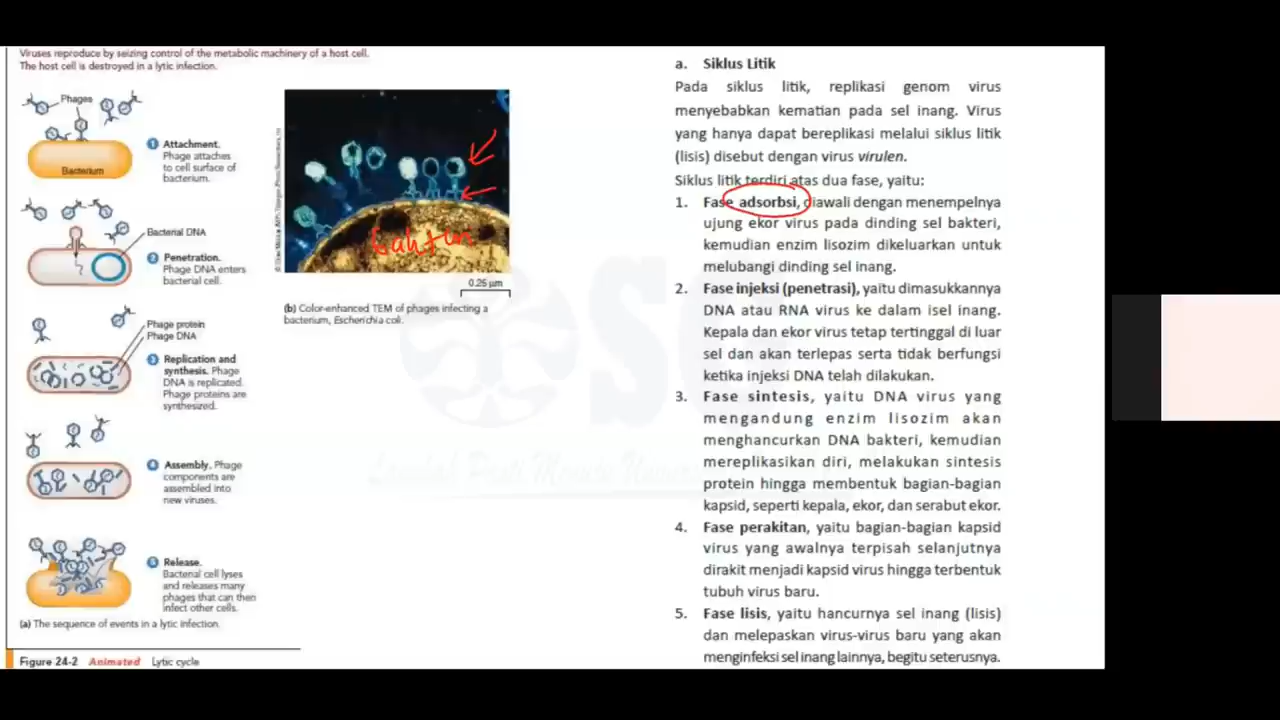 Viruses reproduce by seizing control of the metabolic machinery of a host cell.
The host cell is destroyed in a lytic infection.
Phages
Bacterium
1 Attachment.
Phage attaches
to cell surface of
bacterium.
Bacterial DNA
2 Penetration.
Phage DNA enters
bacterial cell.
Phage protein
Phage DNA
3 Replication and
synthesis. Phage
DNA is replicated.
Phage proteins are
synthesized.
4 Assembly. Phage
components are
assembled into
new viruses.
5 Release.
Bacterial cell lyses
and releases many
phages that can then
infect other cells.
(a) The sequence of events in a lytic infection.
Figure 24-2 Animated Lytic cycle
0.25 µm
(b) Color-enhanced TEM of phages infecting a
bacterium, Escherichia coli.
a. Siklus Litik
Pada siklus litik, replikasi genom virus
menyebabkan kematian pada sel inang. Virus
yang hanya dapat bereplikasi melalui siklus litik
(lisis) disebut dengan virus virulen.
Siklus litik terdiri atas dua fase, yaitu:
1. Fase adsorbsi, diawali dengan menempelnya
ujung ekor virus pada dinding sel bakteri,
kemudian enzim lisozim dikeluarkan untuk
melubangi dinding sel inang.
2. Fase injeksi (penetrasi), yaitu dimasukkannya
DNA atau RNA virus ke dalam isel inang.
Kepala dan ekor virus tetap tertinggal di luar
sel dan akan terlepas serta tidak berfungsi
ketika injeksi DNA telah dilakukan.
3. Fase sintesis, yaitu DNA virus yang
mengandung enzim lisozim akan
menghancurkan DNA bakteri, kemudian
mereplikasikan diri, melakukan sintesis
protein hingga membentuk bagian-bagian
kapsid, seperti kepala, ekor, dan serabut ekor.
4. Fase perakitan, yaitu bagian-bagian kapsid
virus yang awalnya terpisah selanjutnya
dirakit menjadi kapsid virus hingga terbentuk
tubuh virus baru.
5. Fase lisis, yaitu hancurnya sel inang (lisis)
dan melepaskan virus-virus baru yang akan
menginfeksi sel inang lainnya, begitu seterusnya.